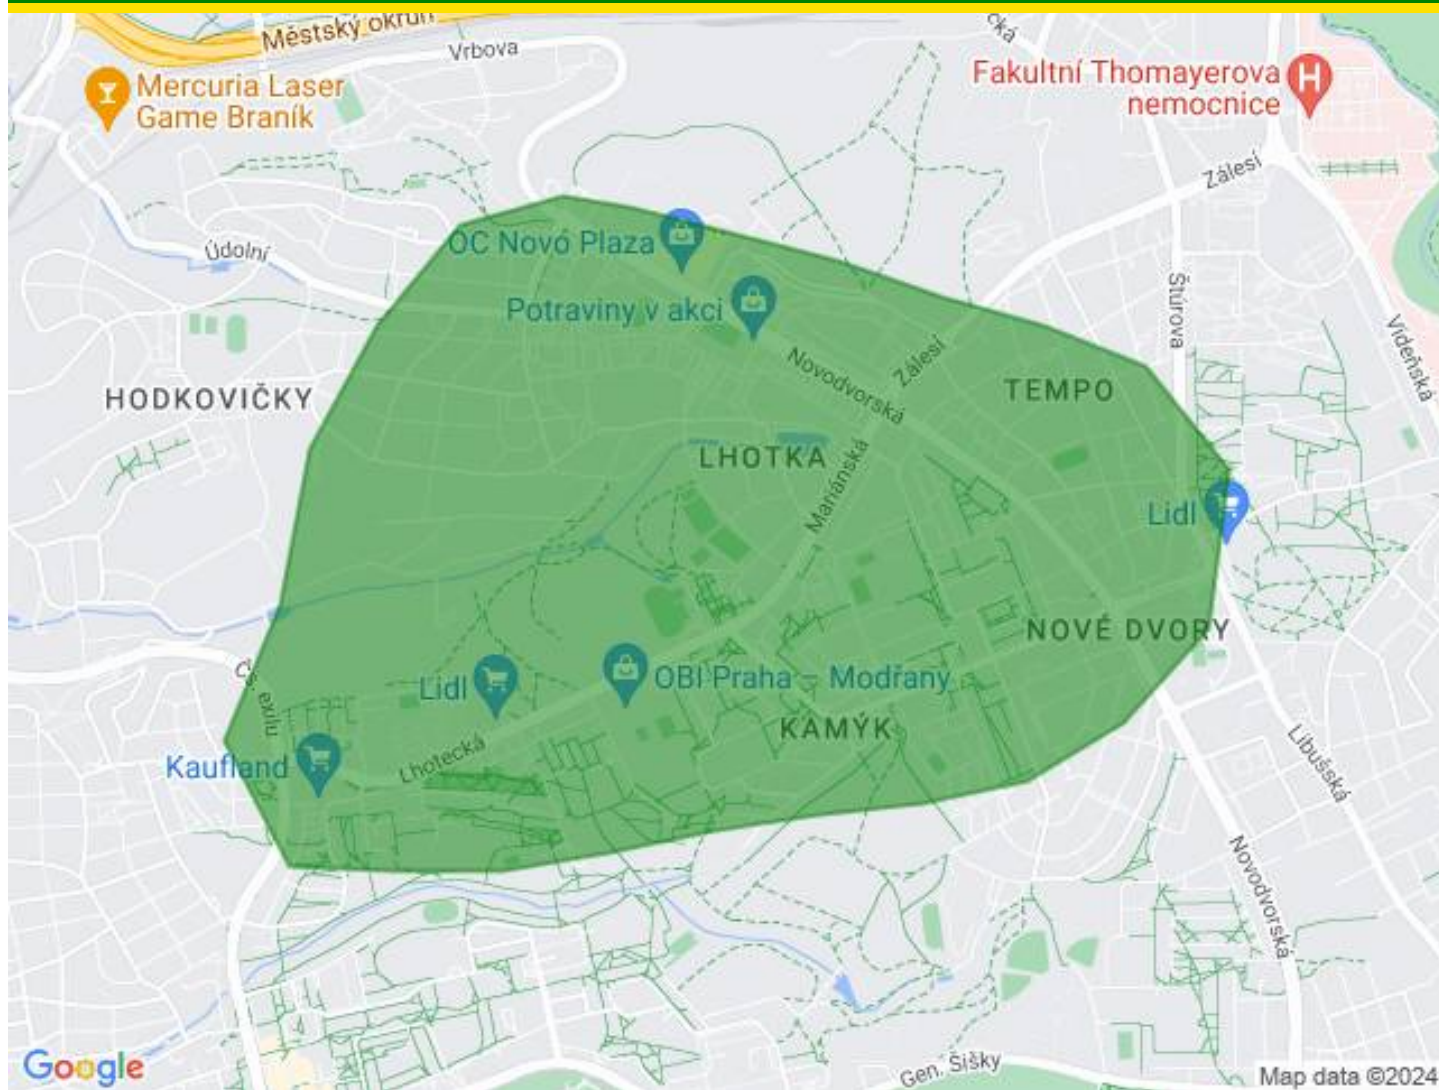 Městský okruh
Vrbova
cká
Mercuria Laser
Game Braník
Fakultní Thomayerova
nemocnice
Zálesí
Údolní
OC Novó Plaza
Potraviny v akci
Štúrova
Vídeňská
Novodvorská
Zálesí
HODKOVIČKY
TEMPO
LHOTKA
Mariánská
Lidl
NOVÉ DVORY
Čs. exilu
Lidl
OBI Praha – Modřany
KAMÝK
Kaufland
Lhotecká
Libušská
Novodvorská
Google
Gen. Šišky
Map data ©2024